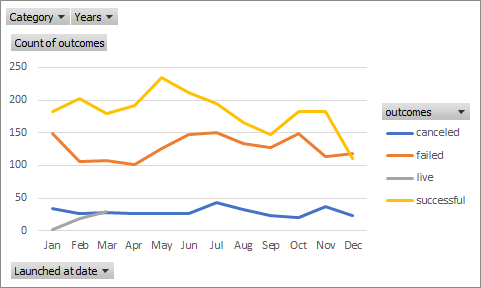 Category Years
Count of outcomes
250
200
150
100
50
0
Jan Feb Mar Apr May Jun Jul Aug Sep Oct Nov Dec
outcomes
canceled
failed
live
successful
Launched at date